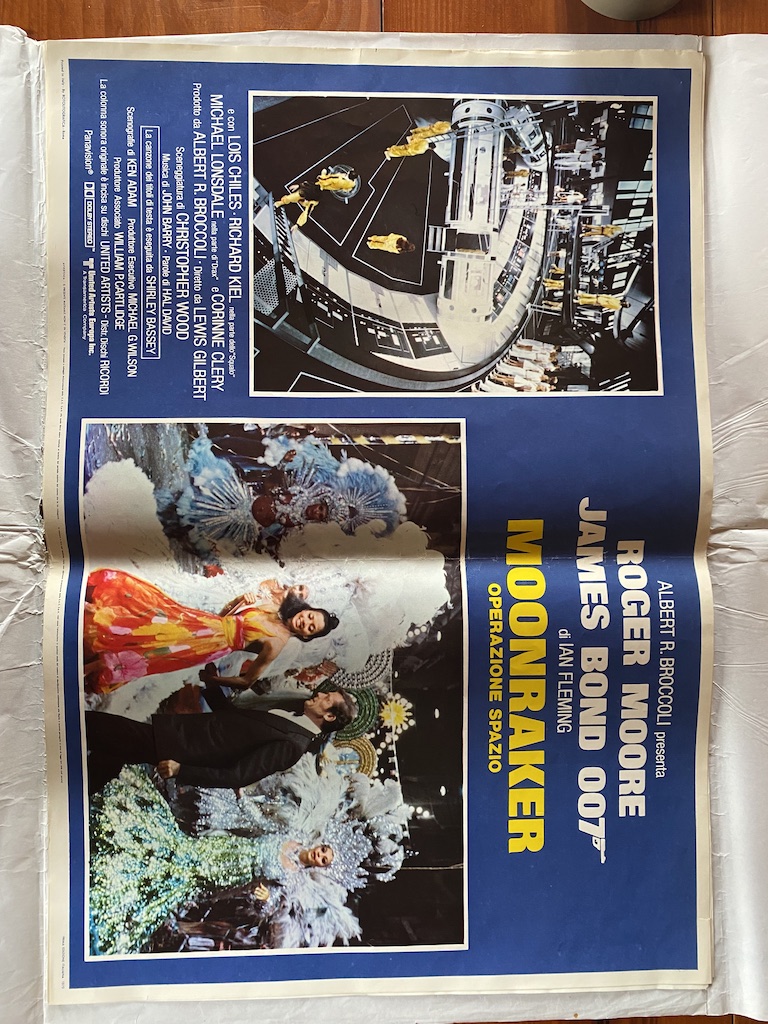 ALBERT R. BROCCOLI presenta
ROGER MOORE
JAMES BOND 007
di IAN FLEMING
MOONRAKER
OPERAZIONE SPAZIO
e con LOIS CHILES · RICHARD KIEL nella parte dello "Squalo"
MICHAEL LONSDALE nella parte di "Drax" e CORINNE CLERY
Prodotto da ALBERT R. BROCCOLI · Diretto da LEWIS GILBERT
Sceneggiatura di CHRISTOPHER WOOD
Musica di JOHN BARRY · Parole di HAL DAVID
La canzone dei titoli di testa è eseguita da SHIRLEY BASSEY
Produttore Associato WILLIAM P. CARTLIDGE
Scenografie di KEN ADAM Produttore Esecutivo MICHAEL G. WILSON
La colonna sonora originale è incisa su dischi UNITED ARTISTS - Distr. Dischi RICORDI
Panavision® DOLBY STEREO United Artists Europa Inc.
A Transamerica Company